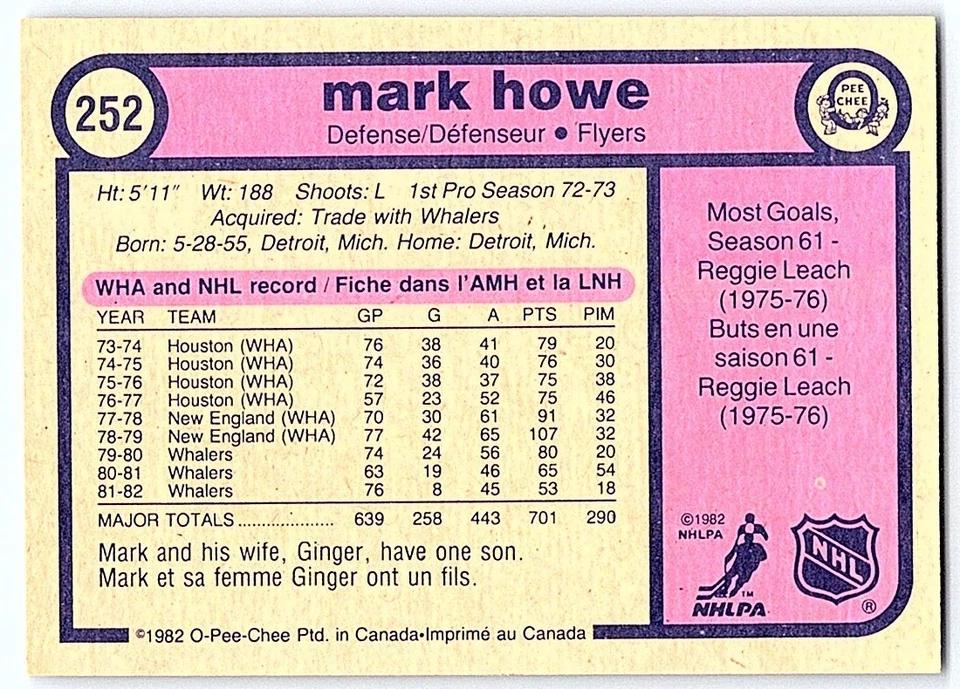 252
mark howe
Defense/Défenseur • Flyers
PEE
CHEE
Ht: 5'11" Wt: 188 Shoots: L 1st Pro Season 72-73
Acquired: Trade with Whalers
Born: 5-28-55, Detroit, Mich. Home: Detroit, Mich.
WHA and NHL record / Fiche dans l'AMH et la LNH
YEAR TEAM GP G A PTS PIM
73-74 Houston (WHA) 76 38 41 79 20
74-75 Houston (WHA) 74 36 40 76 30
75-76 Houston (WHA) 72 38 37 75 38
76-77 Houston (WHA) 57 23 52 75 46
77-78 New England (WHA) 70 30 61 91 32
78-79 New England (WHA) 77 42 65 107 32
79-80 Whalers 74 24 56 80 20
80-81 Whalers 63 19 46 65 54
81-82 Whalers 76 8 45 53 18
MAJOR TOTALS.................... 639 258 443 701 290
Mark and his wife, Ginger, have one son.
Mark et sa femme Ginger ont un fils.
©1982 O-Pee-Chee Ptd. in Canada•Imprimé au Canada
Most Goals,
Season 61 -
Reggie Leach
(1975-76)
Buts en une
saison 61 -
Reggie Leach
(1975-76)
©1982
NHLPA
TM
NHLPA
NHL
®